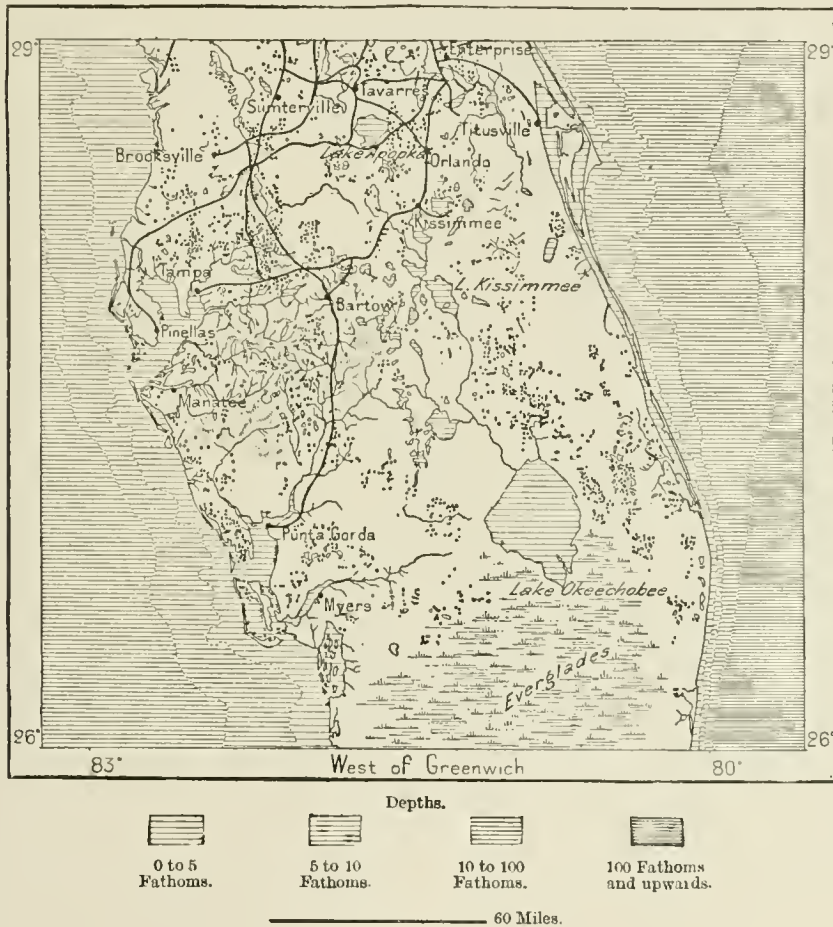 29° 29°
Enterprise
Tavarres
Sumterville
Titusville
Brooksville
Lake Apopka
Orlando
Kissimmee
Tampa
L. Kissimmee
Bartow
Pinellas
Manatee
Punta Gorda
Lake Okeechobee
Myers
Everglades
26° 26°
83° West of Greenwich 80°
Depths.
0 to 5 5 to 10 10 to 100 100 Fathoms
Fathoms. Fathoms. Fathoms. and upwards.
60 Miles.